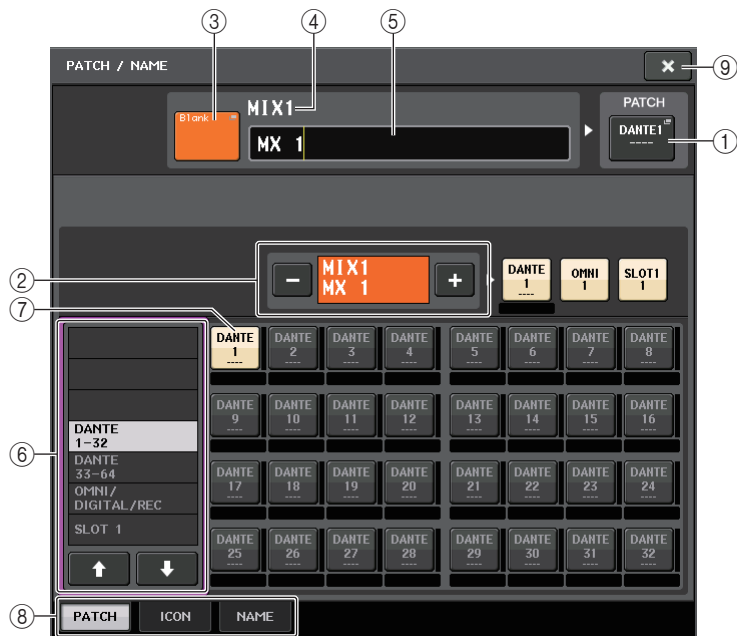 ③ ④ ⑤
PATCH / NAME
⑨
Blank
MIX1
MX 1
PATCH
DANTE1
----
①
②
MIX1
MX 1
DANTE
1
----
OMNI
1
SLOT1
1
⑦
DANTE 1 ---- DANTE 2 ---- DANTE 3 ---- DANTE 4 ---- DANTE 5 ---- DANTE 6 ---- DANTE 7 ---- DANTE 8 ----
DANTE 9 ---- DANTE 10 ---- DANTE 11 ---- DANTE 12 ---- DANTE 13 ---- DANTE 14 ---- DANTE 15 ---- DANTE 16 ----
DANTE 17 ---- DANTE 18 ---- DANTE 19 ---- DANTE 20 ---- DANTE 21 ---- DANTE 22 ---- DANTE 23 ---- DANTE 24 ----
DANTE 25 ---- DANTE 26 ---- DANTE 27 ---- DANTE 28 ---- DANTE 29 ---- DANTE 30 ---- DANTE 31 ---- DANTE 32 ----
⑥
DANTE
1-32
DANTE
33-64
OMNI/
DIGITAL/REC
SLOT 1
⑧
PATCH ICON NAME